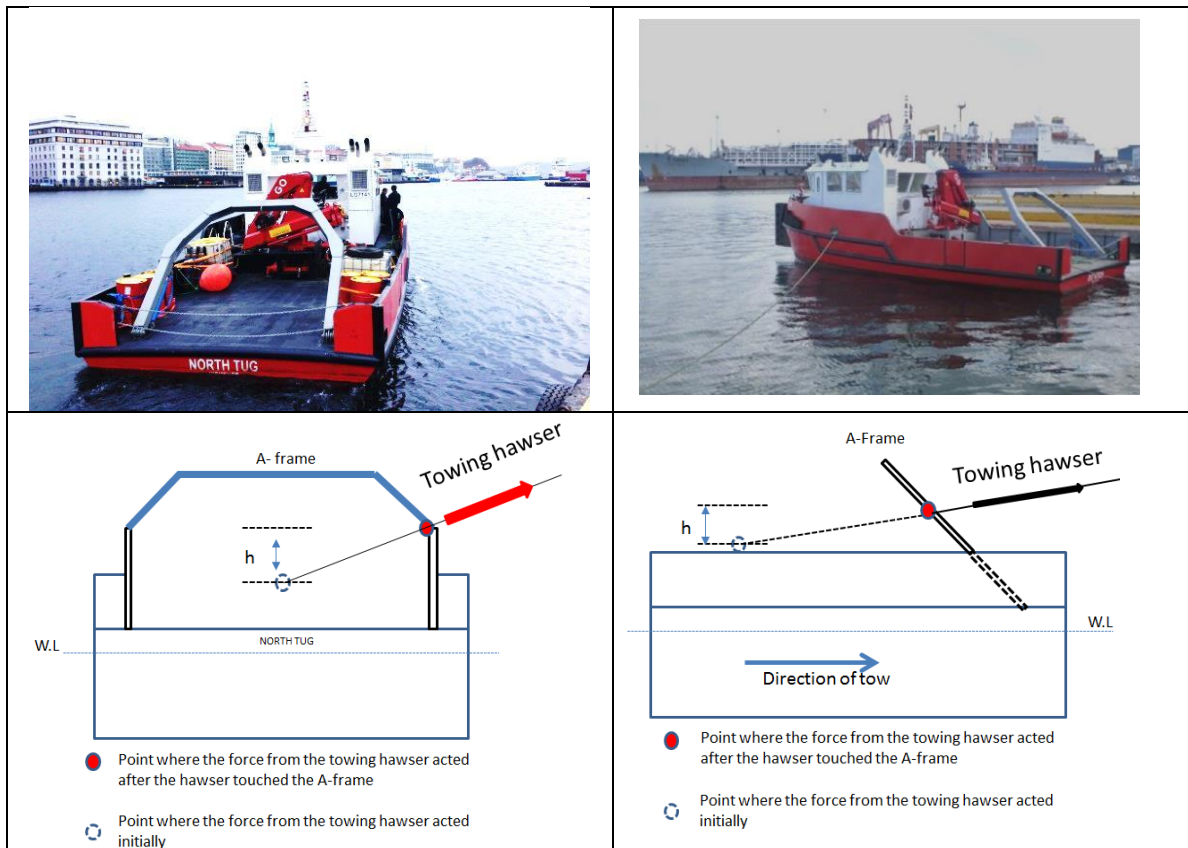 GO
NORTH TUG
A- frame
Towing hawser
h
W.L
NORTH TUG
Point where the force from the towing hawser acted
after the hawser touched the A-frame
Point where the force from the towing hawser acted
initially
A-Frame
Towing hawser
h
W.L
Direction of tow
Point where the force from the towing hawser acted
after the hawser touched the A-frame
Point where the force from the towing hawser acted
initially